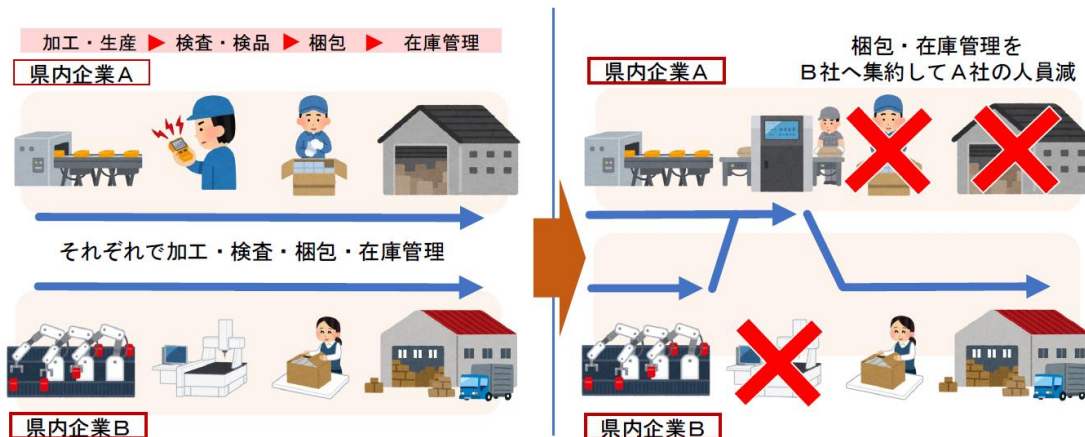 加工・生産 ▶ 検査・検品 ▶ 梱包 ▶ 在庫管理
県内企業A
それぞれで加工・検査・梱包・在庫管理
県内企業B
梱包・在庫管理を
B社へ集約してA社の人員減
県内企業A
県内企業B